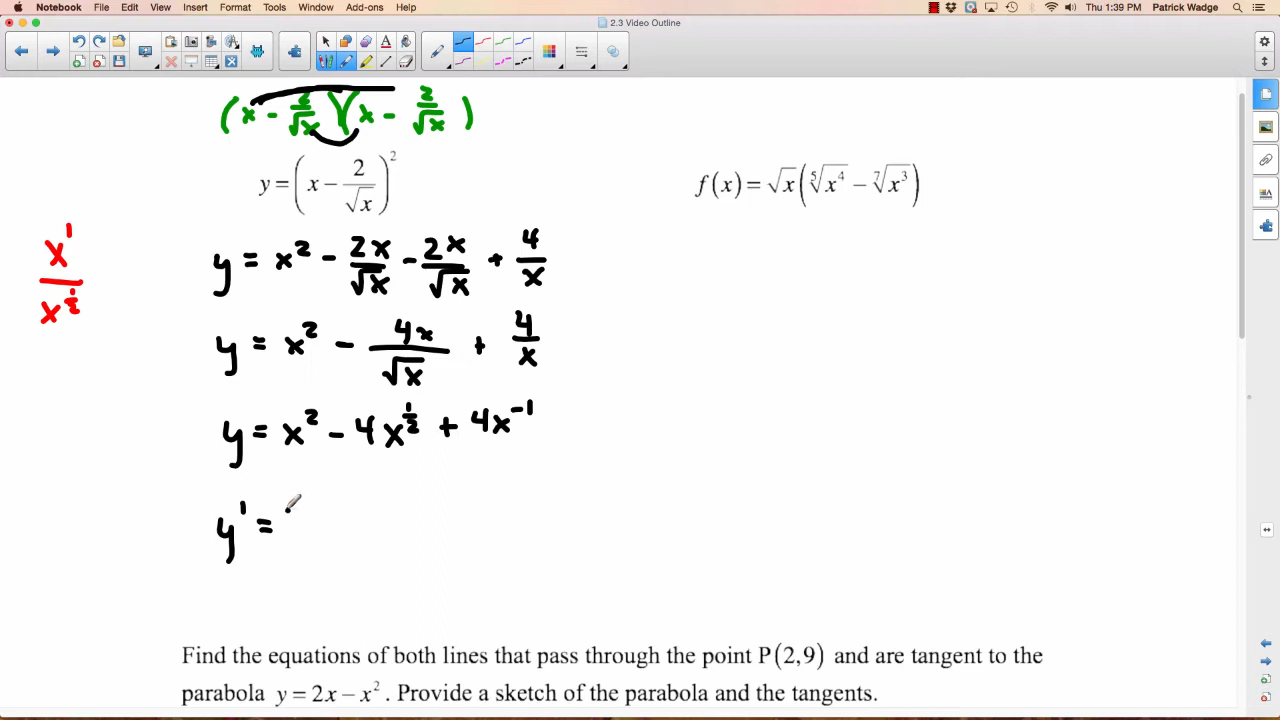 Notebook File Edit View Insert Format Tools Window Add-ons Help Thu 1:39 PM Patrick Wadge
2.3 Video Outline
(x - 2/√x)(x - 2/√x)
y = (x - 2/√x)² f(x) = √x(⁵√x⁴ - ⁷√x³)
x¹/x^½
y = x² - 2x/√x - 2x/√x + 4/x
y = x² - 4x/√x + 4/x
y = x² - 4x^½ + 4x⁻¹
y' =
Find the equations of both lines that pass through the point P(2,9) and are tangent to the
parabola y = 2x - x². Provide a sketch of the parabola and the tangents.